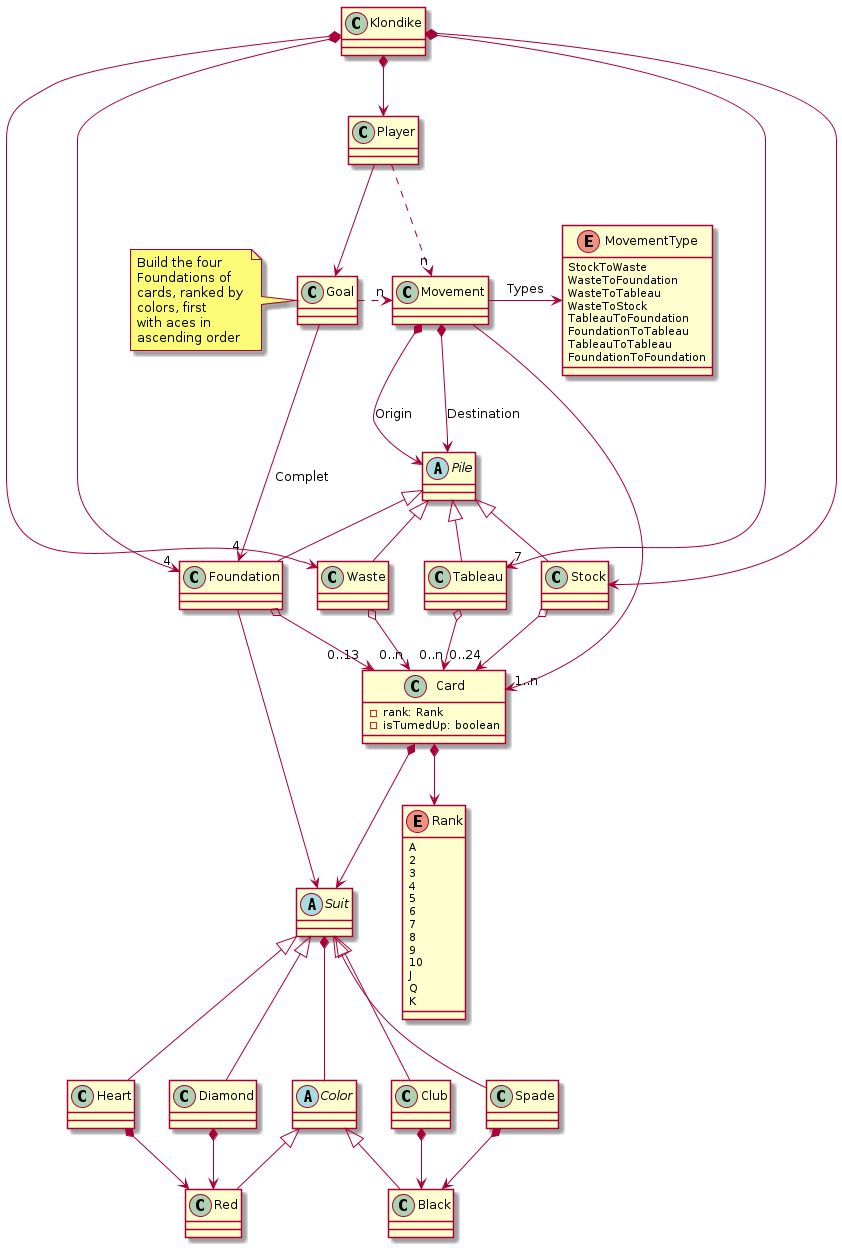 C Klondike
C Player
n
Build the four
Foundations of
cards, ranked by
colors, first
with aces in
ascending order
C Goal
n
C Movement
Types
E MovementType
StockToWaste
WasteToFoundation
WasteToTableau
WasteToStock
TableauToFoundation
FoundationToTableau
TableauToTableau
FoundationToFoundation
Origin
Destination
A Pile
Complet
4
4
7
C Foundation
C Waste
C Tableau
C Stock
0..13
0..n
0..n
0..24
1..n
C Card
rank: Rank
isTurnedUp: boolean
E Rank
A
2
3
4
5
6
7
8
9
10
J
Q
K
A Suit
C Heart
C Diamond
A Color
C Club
C Spade
C Red
C Black